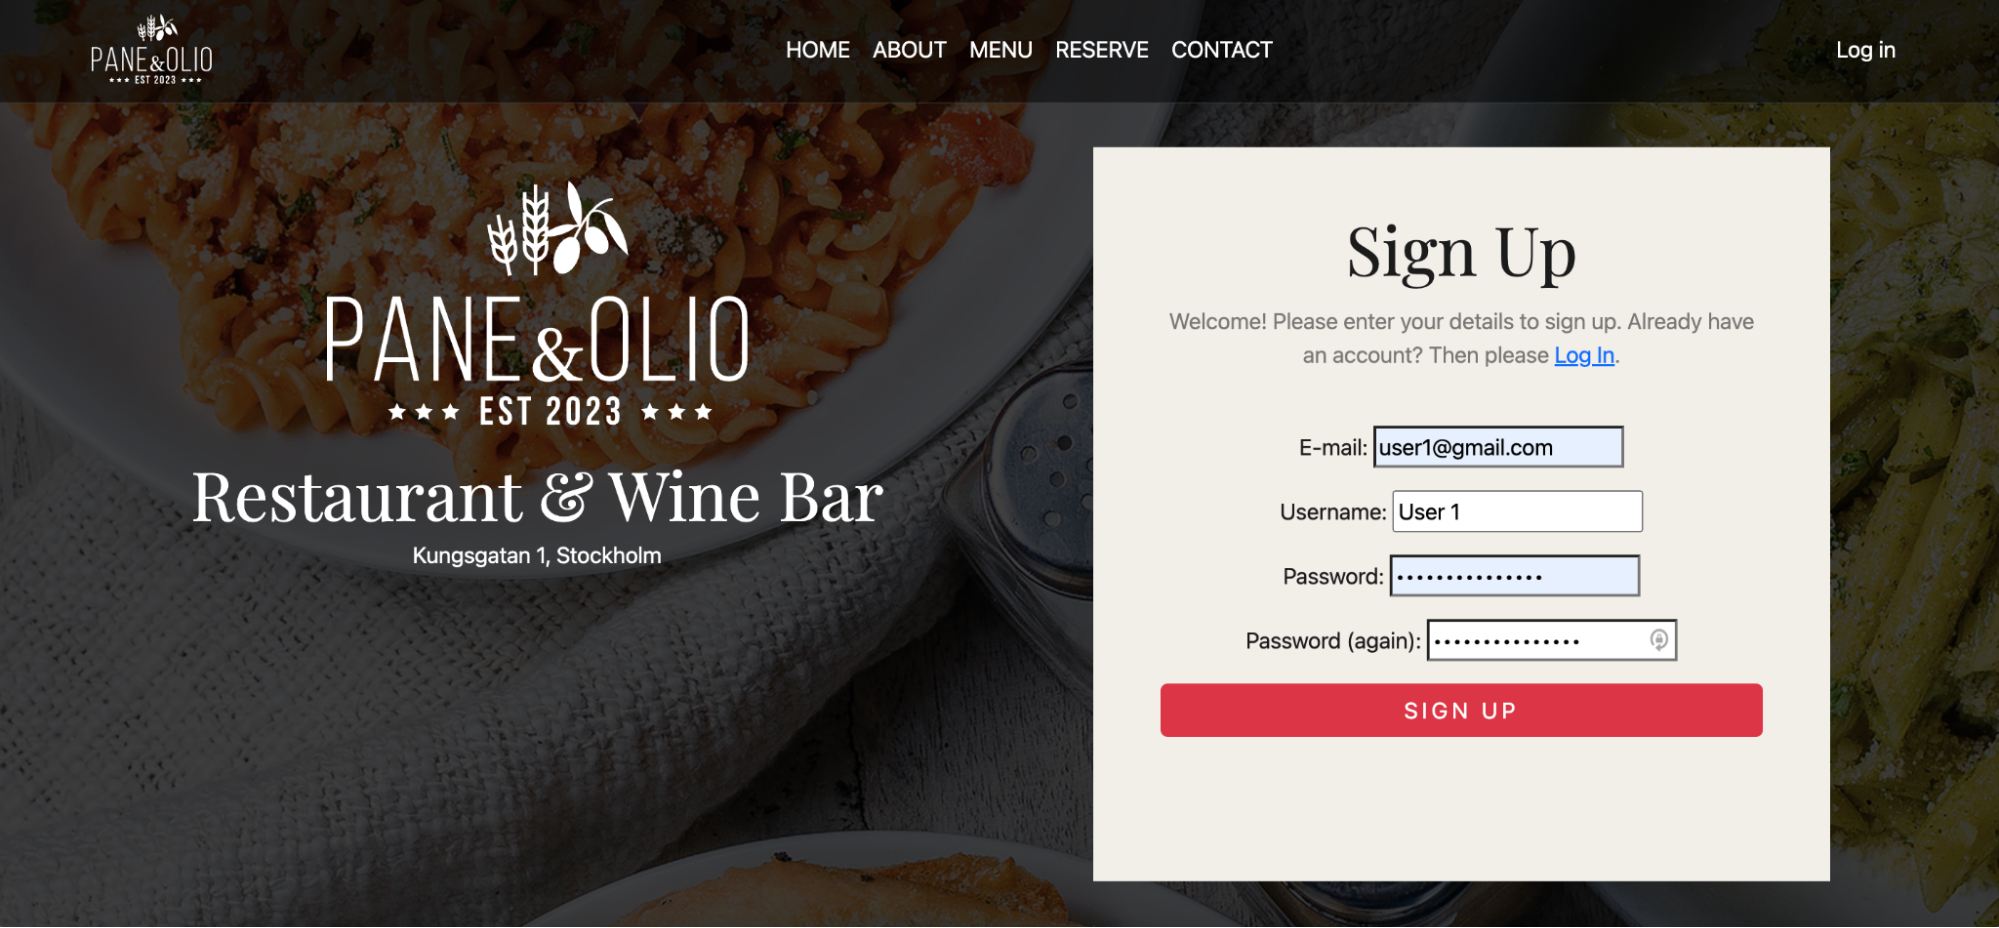 PANE&OLIO
★★★ EST 2023 ★★★
HOME ABOUT MENU RESERVE CONTACT
Log in
PANE&OLIO
★★★ EST 2023 ★★★
Restaurant & Wine Bar
Kungsgatan 1, Stockholm
Sign Up
Welcome! Please enter your details to sign up. Already have
an account? Then please Log In.
E-mail: user1@gmail.com
Username: User 1
Password: •••••••••••••••
Password (again): •••••••••••••••
SIGN UP